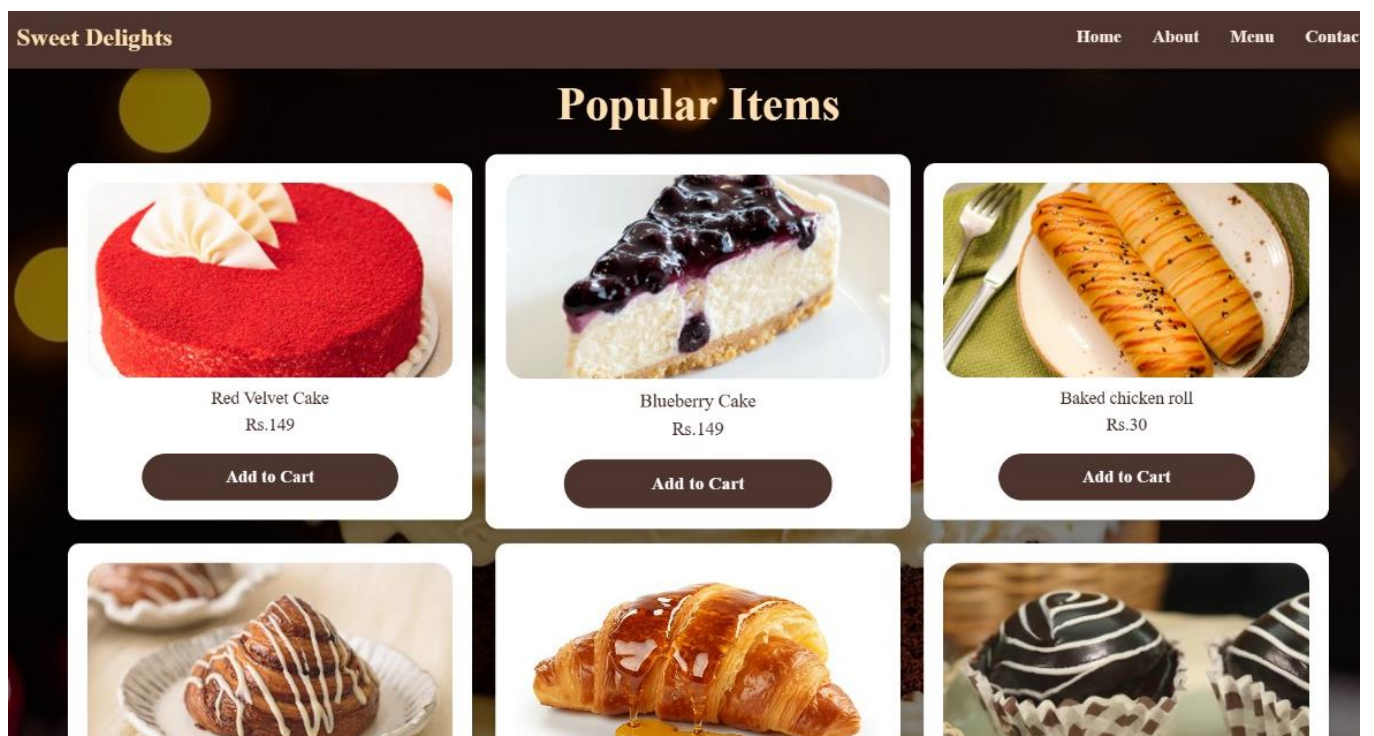 Sweet Delights
Home About Menu Contac
Popular Items
Red Velvet Cake
Rs.149
Add to Cart
Blueberry Cake
Rs.149
Add to Cart
Baked chicken roll
Rs.30
Add to Cart